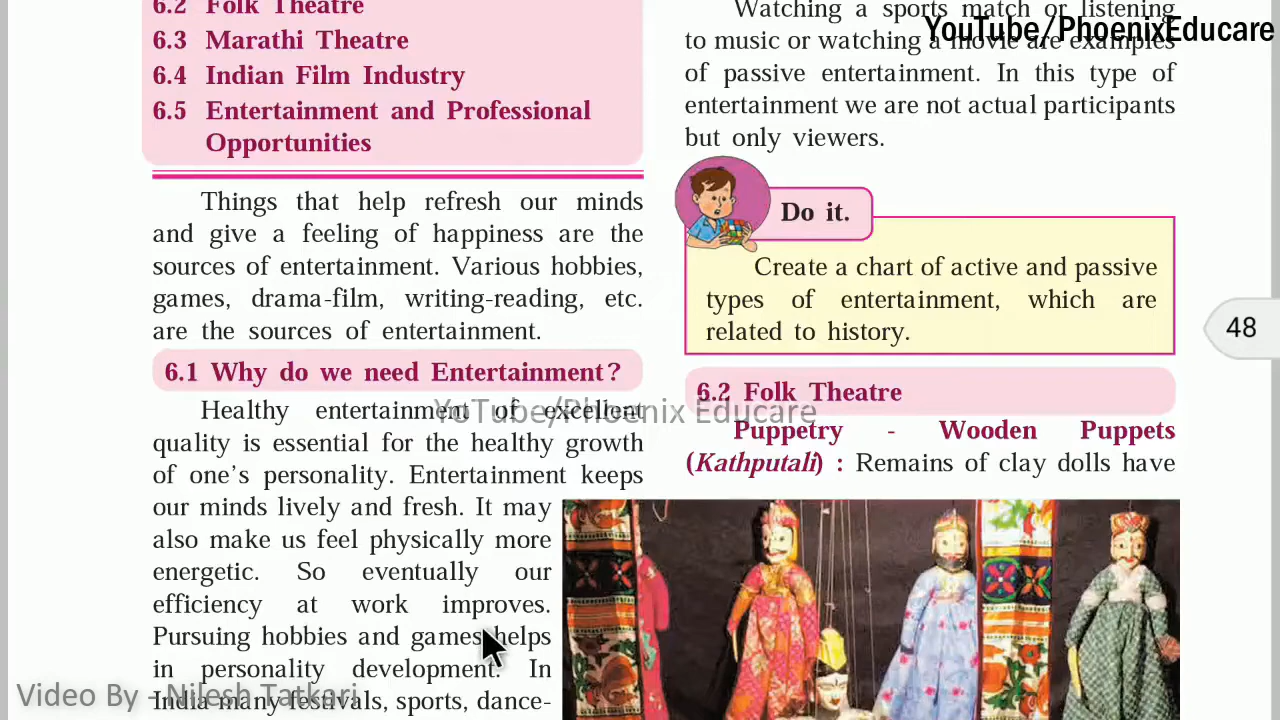 6.2 Folk Theatre
6.3 Marathi Theatre
6.4 Indian Film Industry
6.5 Entertainment and Professional
Opportunities
Things that help refresh our minds
and give a feeling of happiness are the
sources of entertainment. Various hobbies,
games, drama-film, writing-reading, etc.
are the sources of entertainment.
6.1 Why do we need Entertainment?
Healthy entertainment of excellent
quality is essential for the healthy growth
of one's personality. Entertainment keeps
our minds lively and fresh. It may
also make us feel physically more
energetic. So eventually our
efficiency at work improves.
Pursuing hobbies and games helps
in personality development. In
India many festivals, sports, dance-
Watching a sports match or listening
to music or watching a movie are examples
of passive entertainment. In this type of
entertainment we are not actual participants
but only viewers.
Do it.
Create a chart of active and passive
types of entertainment, which are
related to history.
6.2 Folk Theatre
Puppetry - Wooden Puppets
(Kathputali) : Remains of clay dolls have
48
YouTube/PhoenixEducare
YouTube/Phoenix Educare
Video By - Nilesh Tatkari